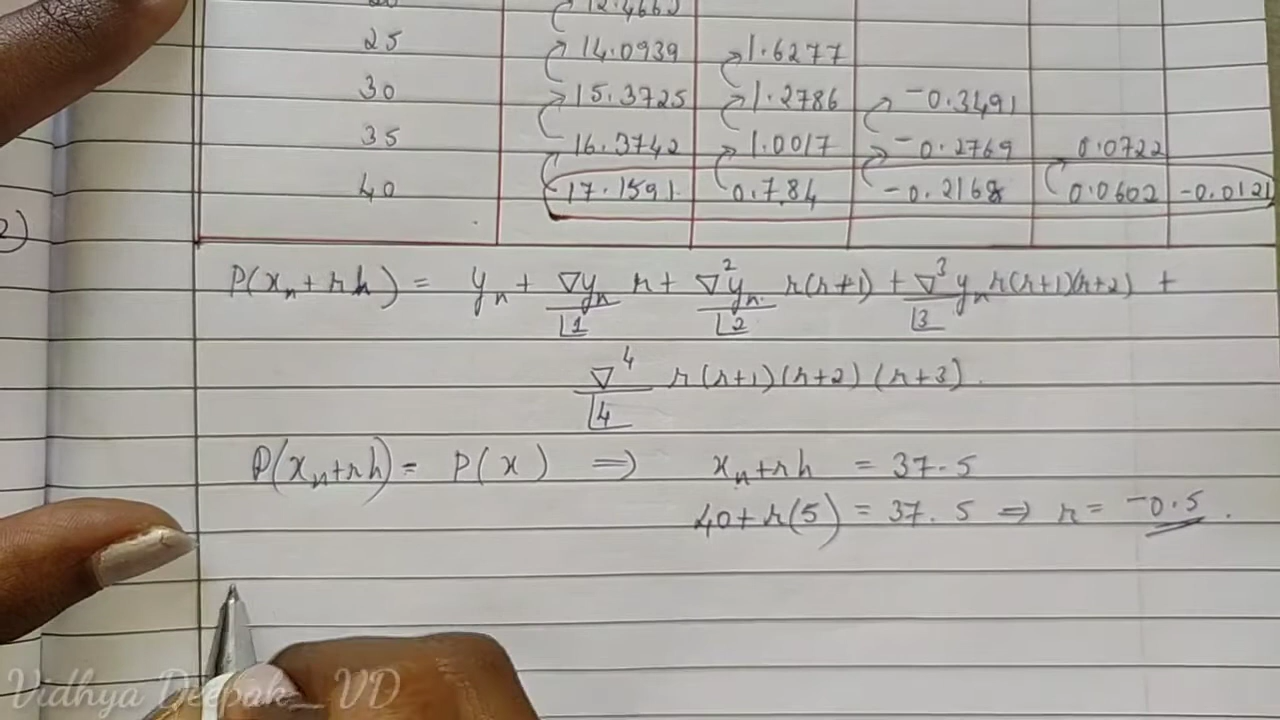 12.4662
25 14.0939 1.6277
30 15.3725 1.2786 -0.3491
35 16.3742 1.0017 -0.2769 0.0722
40 17.1591 0.784 -0.2168 0.0602 -0.0121
2)
P(xₙ+rh) = yₙ + ∇yₙ/⌊1 r + ∇²yₙ/⌊2 r(r+1) + ∇³yₙ/⌊3 r(r+1)(r+2) +
∇⁴/⌊4 r(r+1)(r+2)(r+3).
P(xₙ+rh) = P(x) ⇒ xₙ+rh = 37.5
40+r(5) = 37.5 ⇒ r = -0.5.
Vidhya Deepak_VD